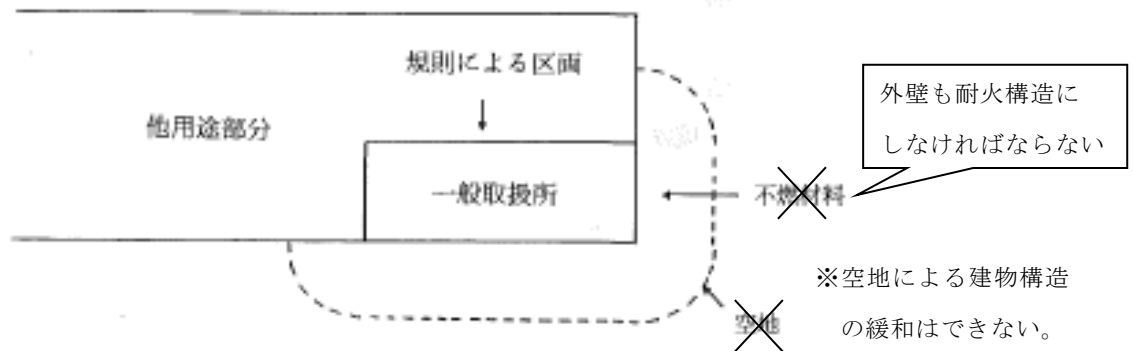 規則による区画
他用途部分
一般取扱所
外壁も耐火構造に
しなければならない
不燃材料
※空地による建物構造
の緩和はできない。
空地